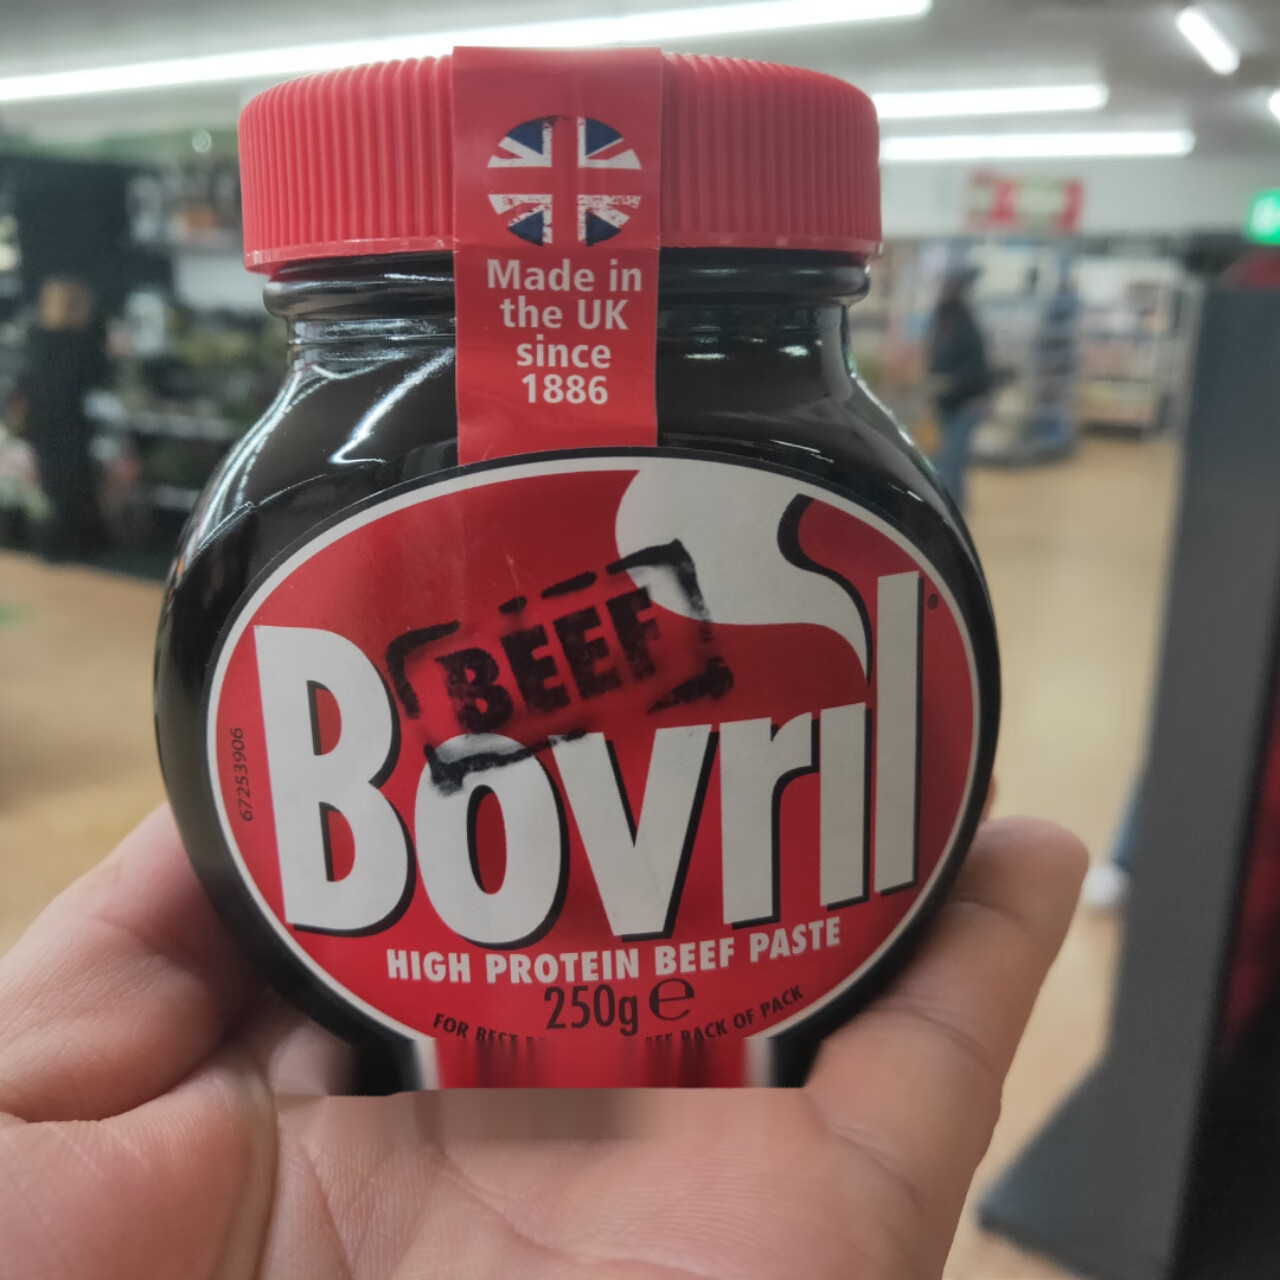 Made in
the UK
since
1886
BEEF
Bovril®
67253906
HIGH PROTEIN BEEF PASTE
250g ℮
FOR BEST BACK OF PACK